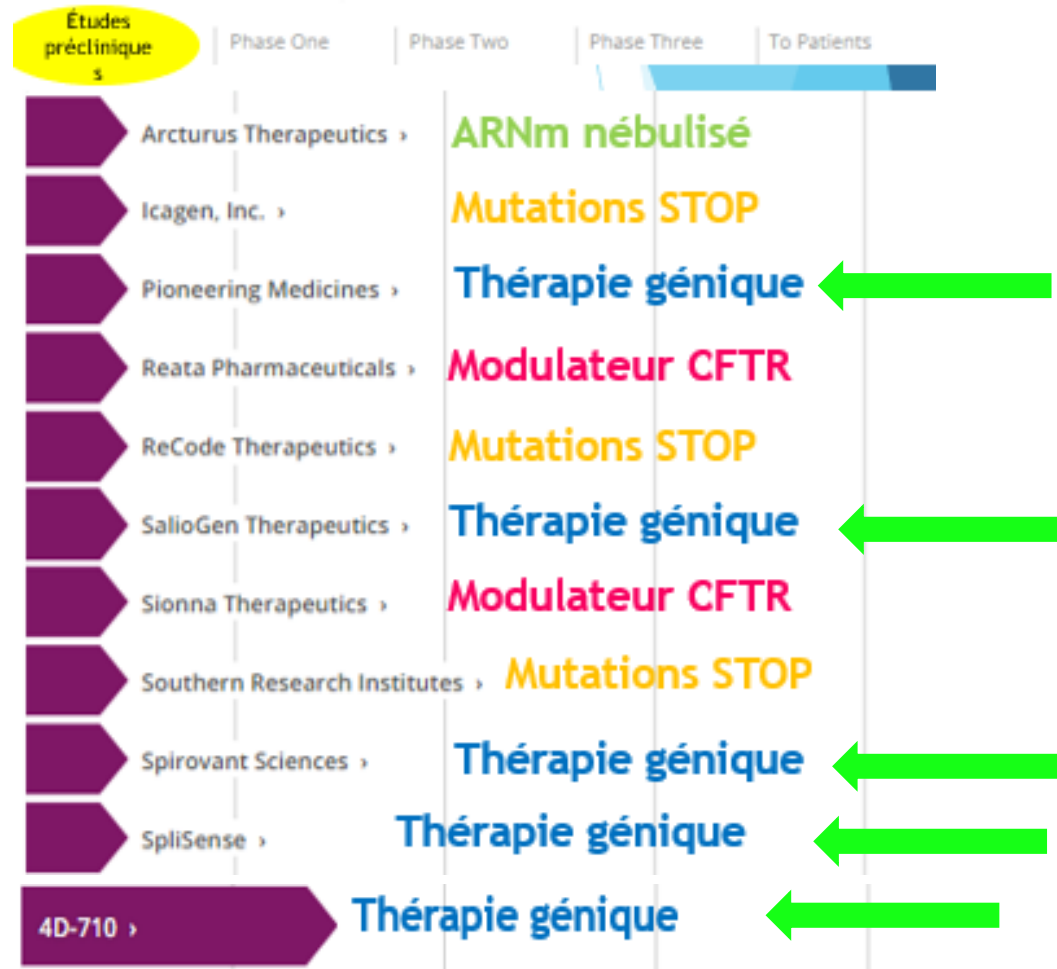 Études
préclinique
s
Phase One
Phase Two
Phase Three
To Patients
Arcturus Therapeutics › ARNm nébulisé
Icagen, Inc. › Mutations STOP
Pioneering Medicines › Thérapie génique
Reata Pharmaceuticals › Modulateur CFTR
ReCode Therapeutics › Mutations STOP
SalioGen Therapeutics › Thérapie génique
Sionna Therapeutics › Modulateur CFTR
Southern Research Institutes › Mutations STOP
Spirovant Sciences › Thérapie génique
SpliSense › Thérapie génique
4D-710 › Thérapie génique